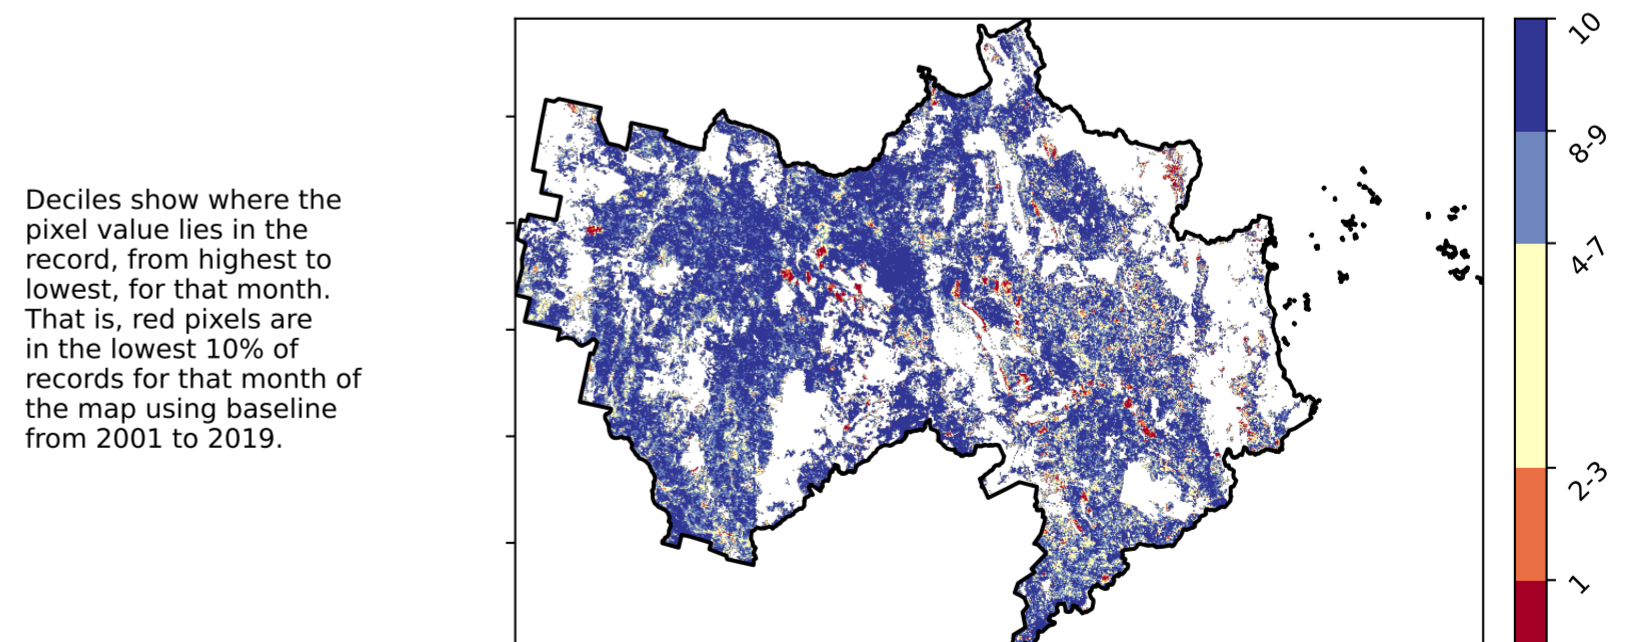 Deciles show where the
pixel value lies in the
record, from highest to
lowest, for that month.
That is, red pixels are
in the lowest 10% of
records for that month of
the map using baseline
from 2001 to 2019.
10
8-9
4-7
2-3
1